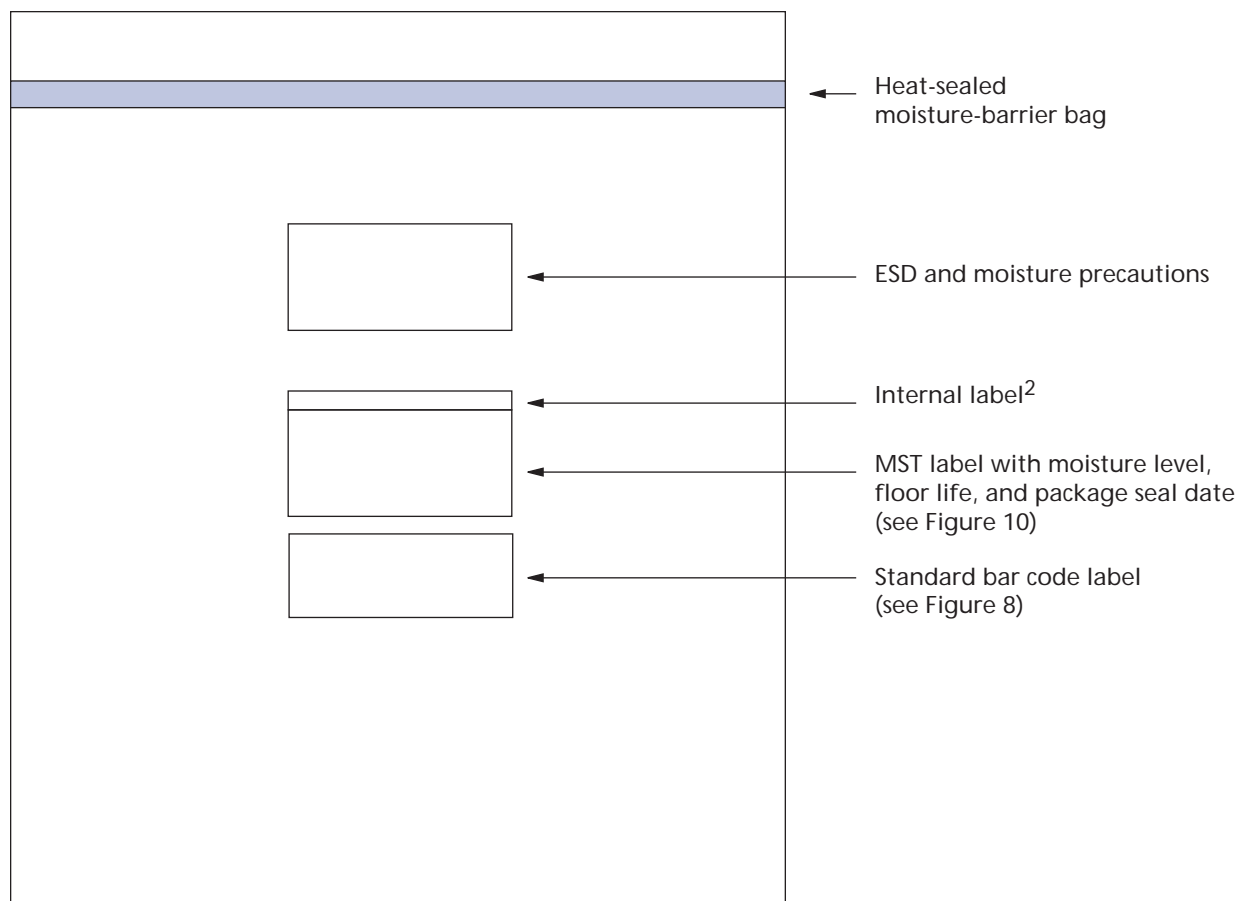 Heat-sealed
moisture-barrier bag
ESD and moisture precautions
Internal label2
MST label with moisture level,
floor life, and package seal date
(see Figure 10)
Standard bar code label
(see Figure 8)